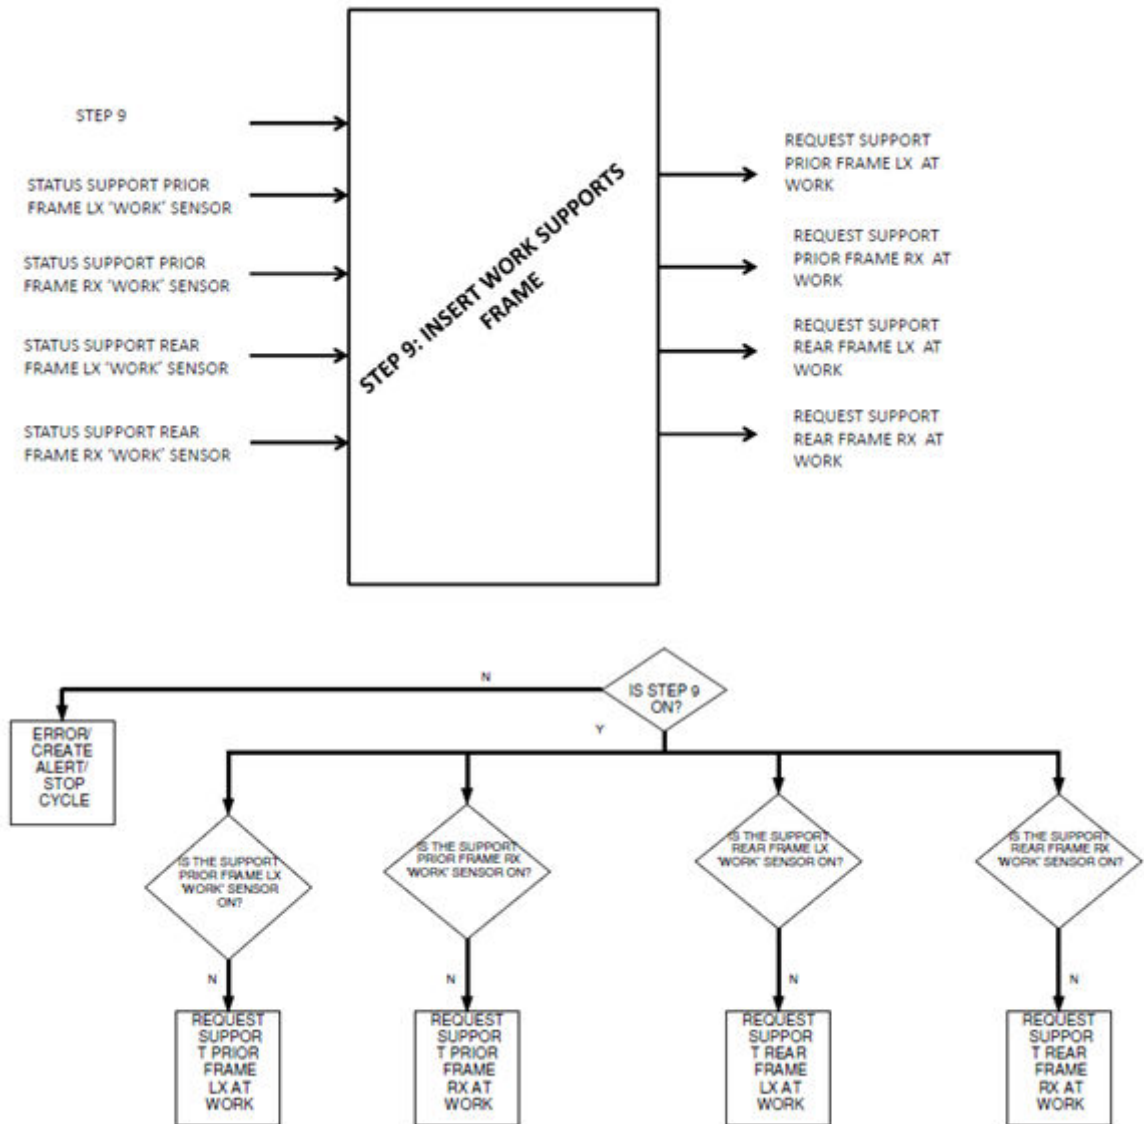 STEP 9
STATUS SUPPORT PRIOR
FRAME LX 'WORK' SENSOR
STATUS SUPPORT PRIOR
FRAME RX 'WORK' SENSOR
STATUS SUPPORT REAR
FRAME LX 'WORK' SENSOR
STATUS SUPPORT REAR
FRAME RX 'WORK' SENSOR
STEP 9: INSERT WORK SUPPORTS
FRAME
REQUEST SUPPORT
PRIOR FRAME LX AT
WORK
REQUEST SUPPORT
PRIOR FRAME RX AT
WORK
REQUEST SUPPORT
REAR FRAME LX AT
WORK
REQUEST SUPPORT
REAR FRAME RX AT
WORK
IS STEP 9
ON?
N
Y
ERROR/
CREATE
ALERT/
STOP
CYCLE
IS THE SUPPORT
PRIOR FRAME LX
'WORK' SENSOR
ON?
IS THE SUPPORT
PRIOR FRAME RX
'WORK' SENSOR ON?
IS THE SUPPORT
REAR FRAME LX
'WORK' SENSOR ON?
IS THE SUPPORT
REAR FRAME RX
'WORK' SENSOR ON?
N
N
N
N
REQUEST
SUPPOR
T PRIOR
FRAME
LX AT
WORK
REQUEST
SUPPOR
T PRIOR
FRAME
RX AT
WORK
REQUEST
SUPPOR
T REAR
FRAME
LX AT
WORK
REQUEST
SUPPOR
T REAR
FRAME
RX AT
WORK